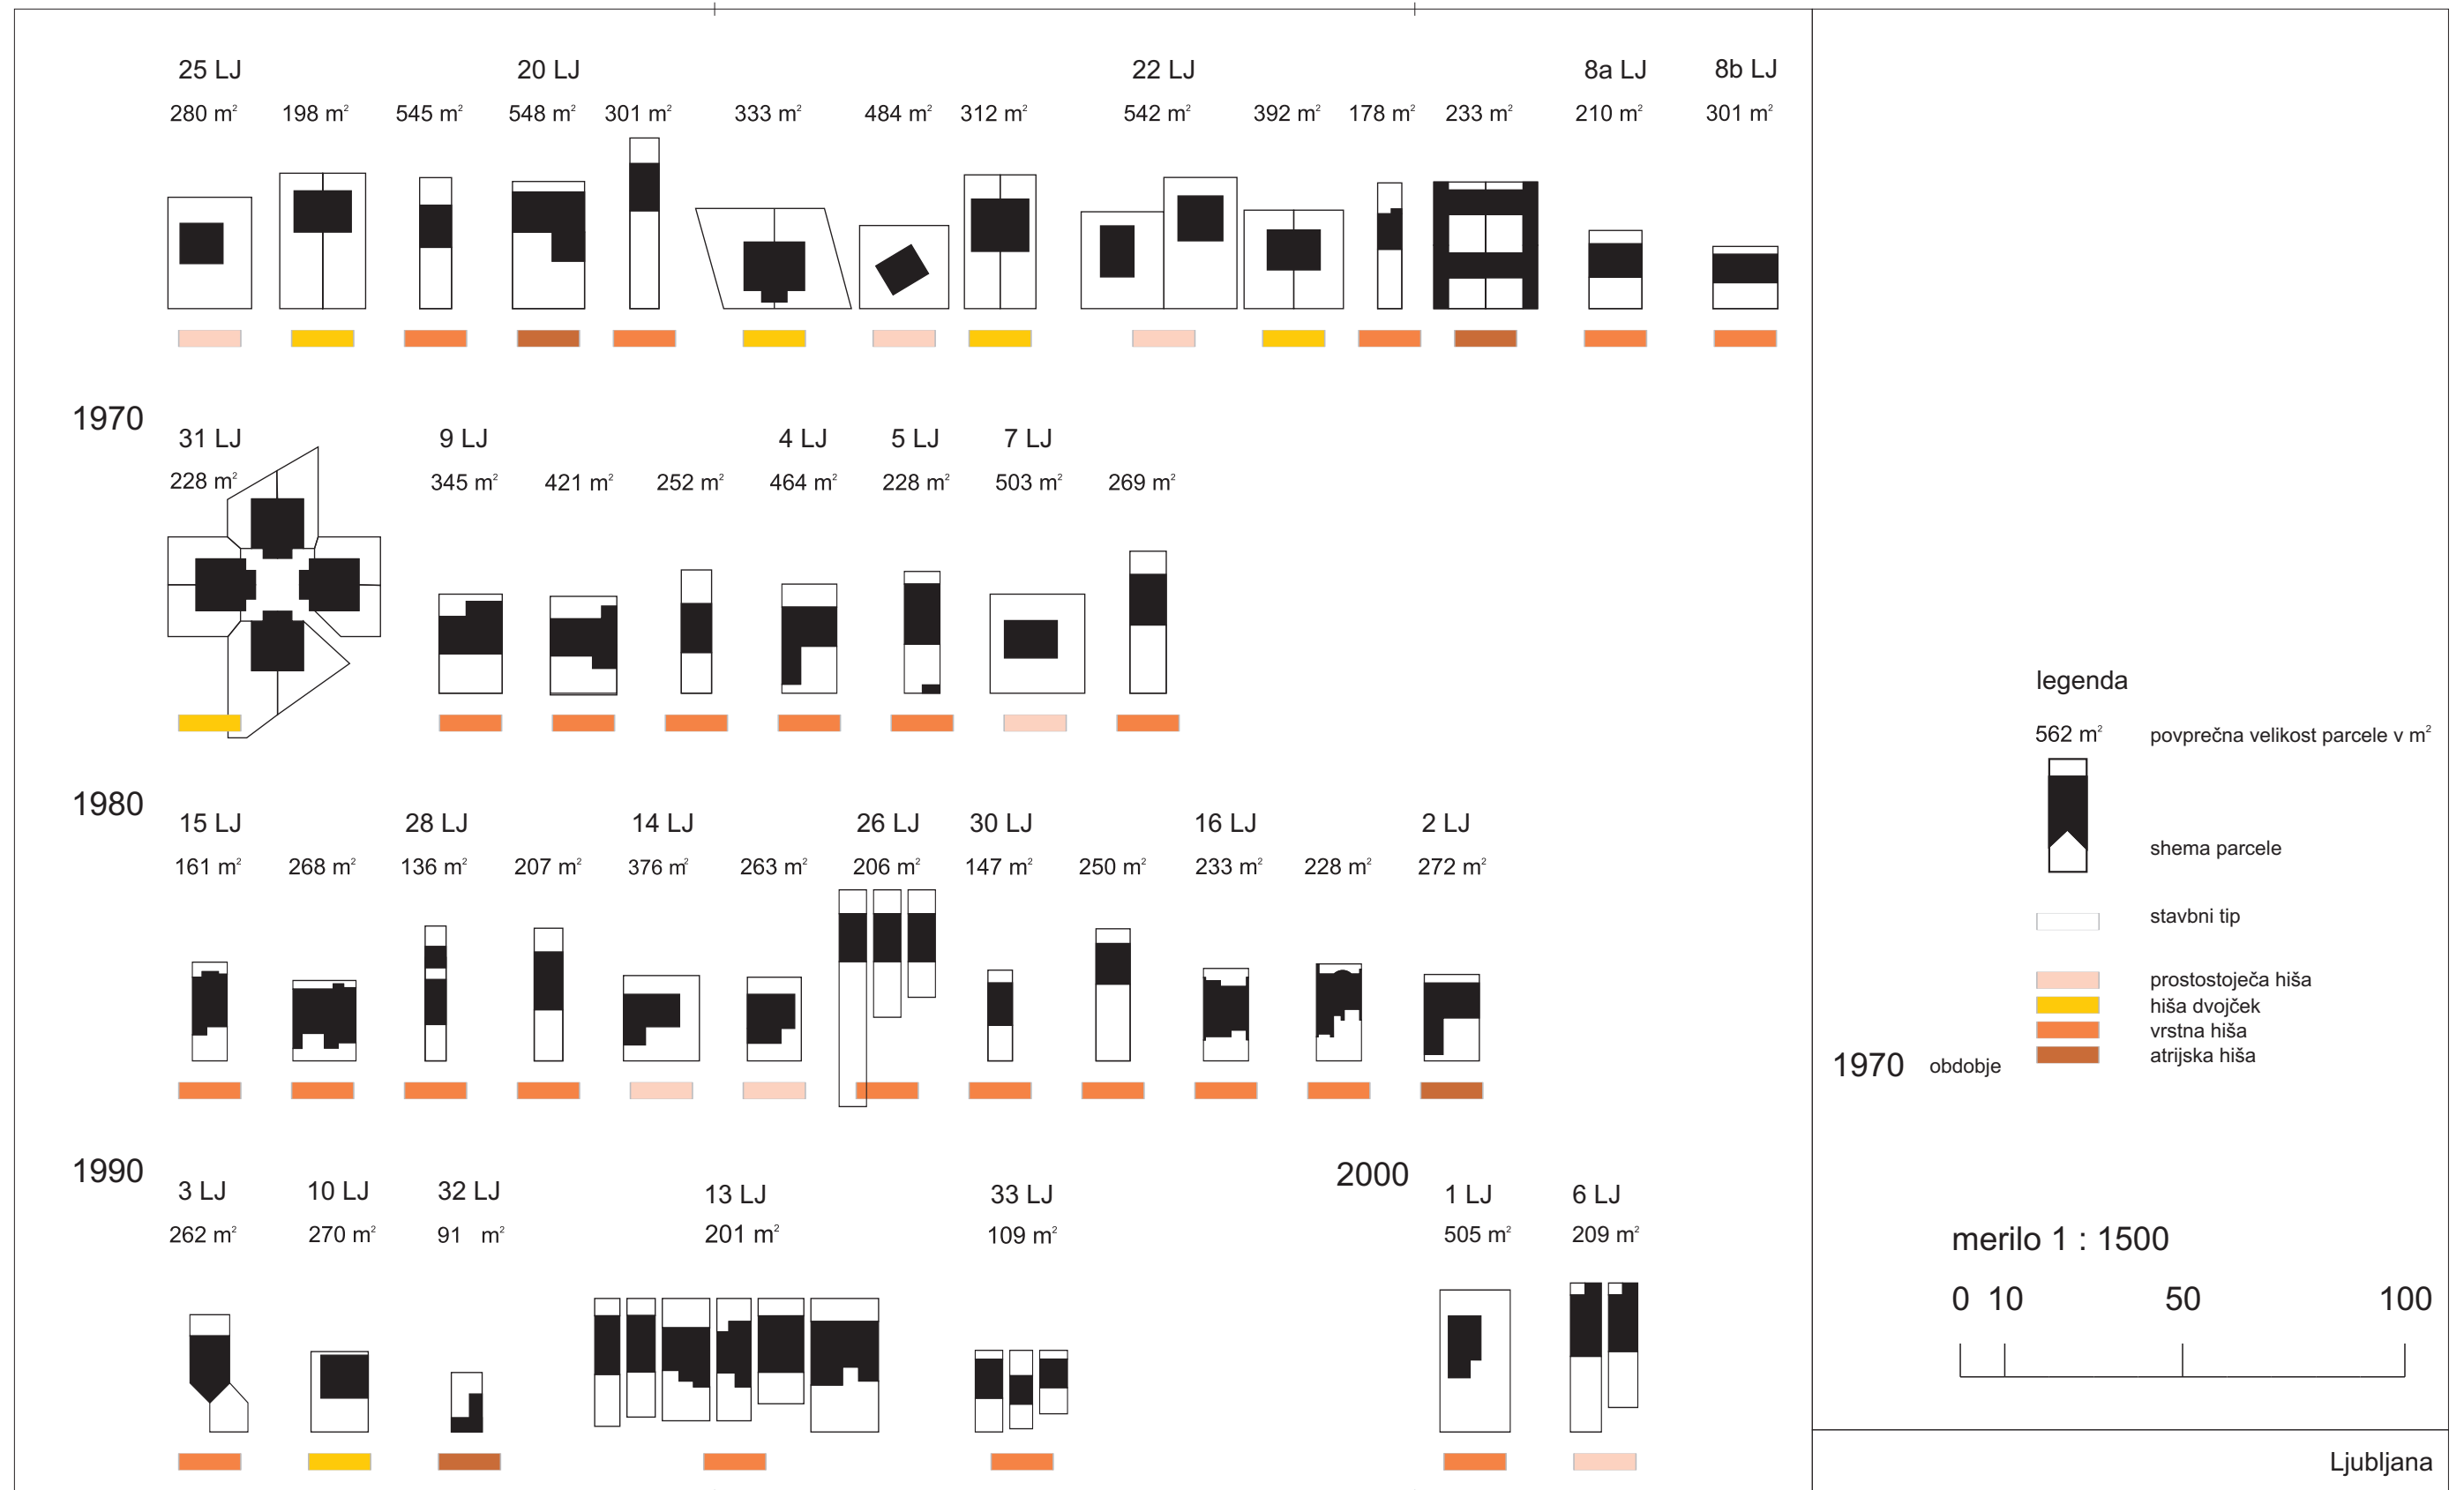 25 LJ 20 LJ 22 LJ 8a LJ 8b LJ
280 m² 198 m² 545 m² 548 m² 301 m² 333 m² 484 m² 312 m² 542 m² 392 m² 178 m² 233 m² 210 m² 301 m²
1970
31 LJ 9 LJ 4 LJ 5 LJ 7 LJ
228 m² 345 m² 421 m² 252 m² 464 m² 228 m² 503 m² 269 m²
1980
15 LJ 28 LJ 14 LJ 26 LJ 30 LJ 16 LJ 2 LJ
161 m² 268 m² 136 m² 207 m² 376 m² 263 m² 206 m² 147 m² 250 m² 233 m² 228 m² 272 m²
1990 2000
3 LJ 10 LJ 32 LJ 13 LJ 33 LJ 1 LJ 6 LJ
262 m² 270 m² 91 m² 201 m² 109 m² 505 m² 209 m²
legenda
562 m² povprečna velikost parcele v m²
shema parcele
stavbni tip
prostostoječa hiša
hiša dvojček
vrstna hiša
atrijska hiša
1970 obdobje
merilo 1 : 1500
0 10 50 100
Ljubljana